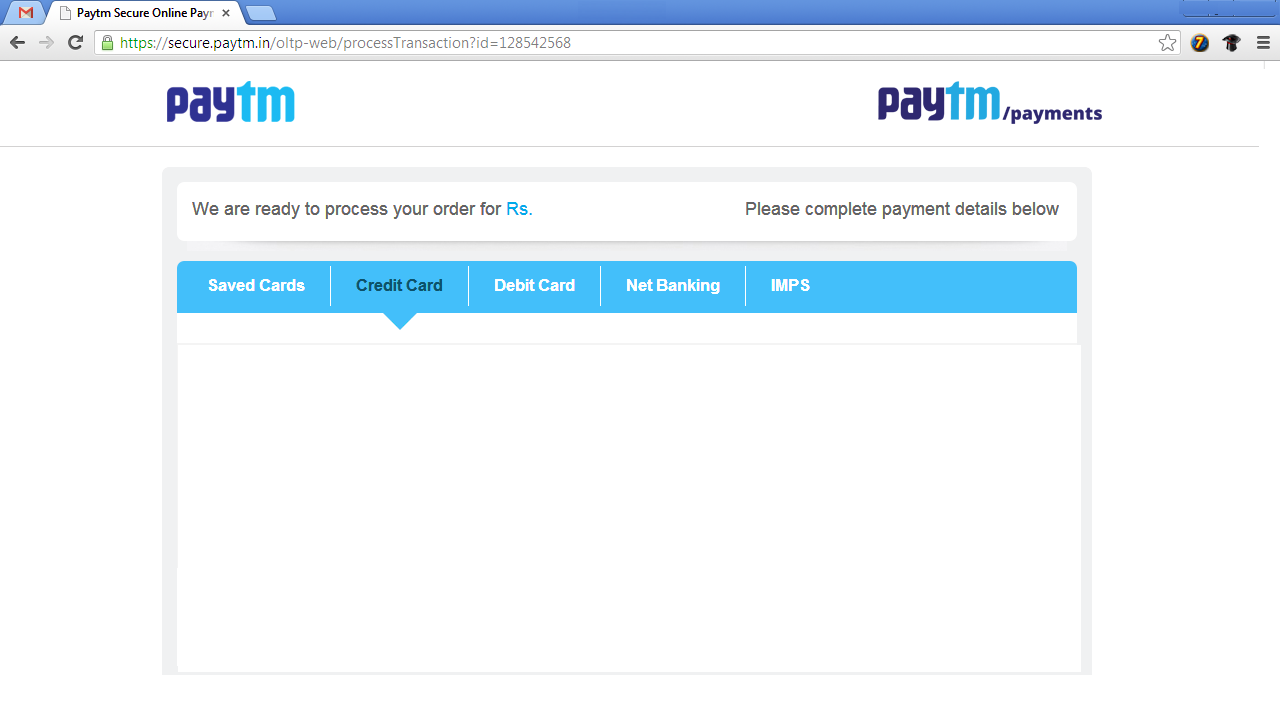 Paytm Secure Online Payr
https://secure.paytm.in/oltp-web/processTransaction?id=128542568
paytm
paytm/payments
We are ready to process your order for Rs.
Please complete payment details below
Saved Cards
Credit Card
Debit Card
Net Banking
IMPS